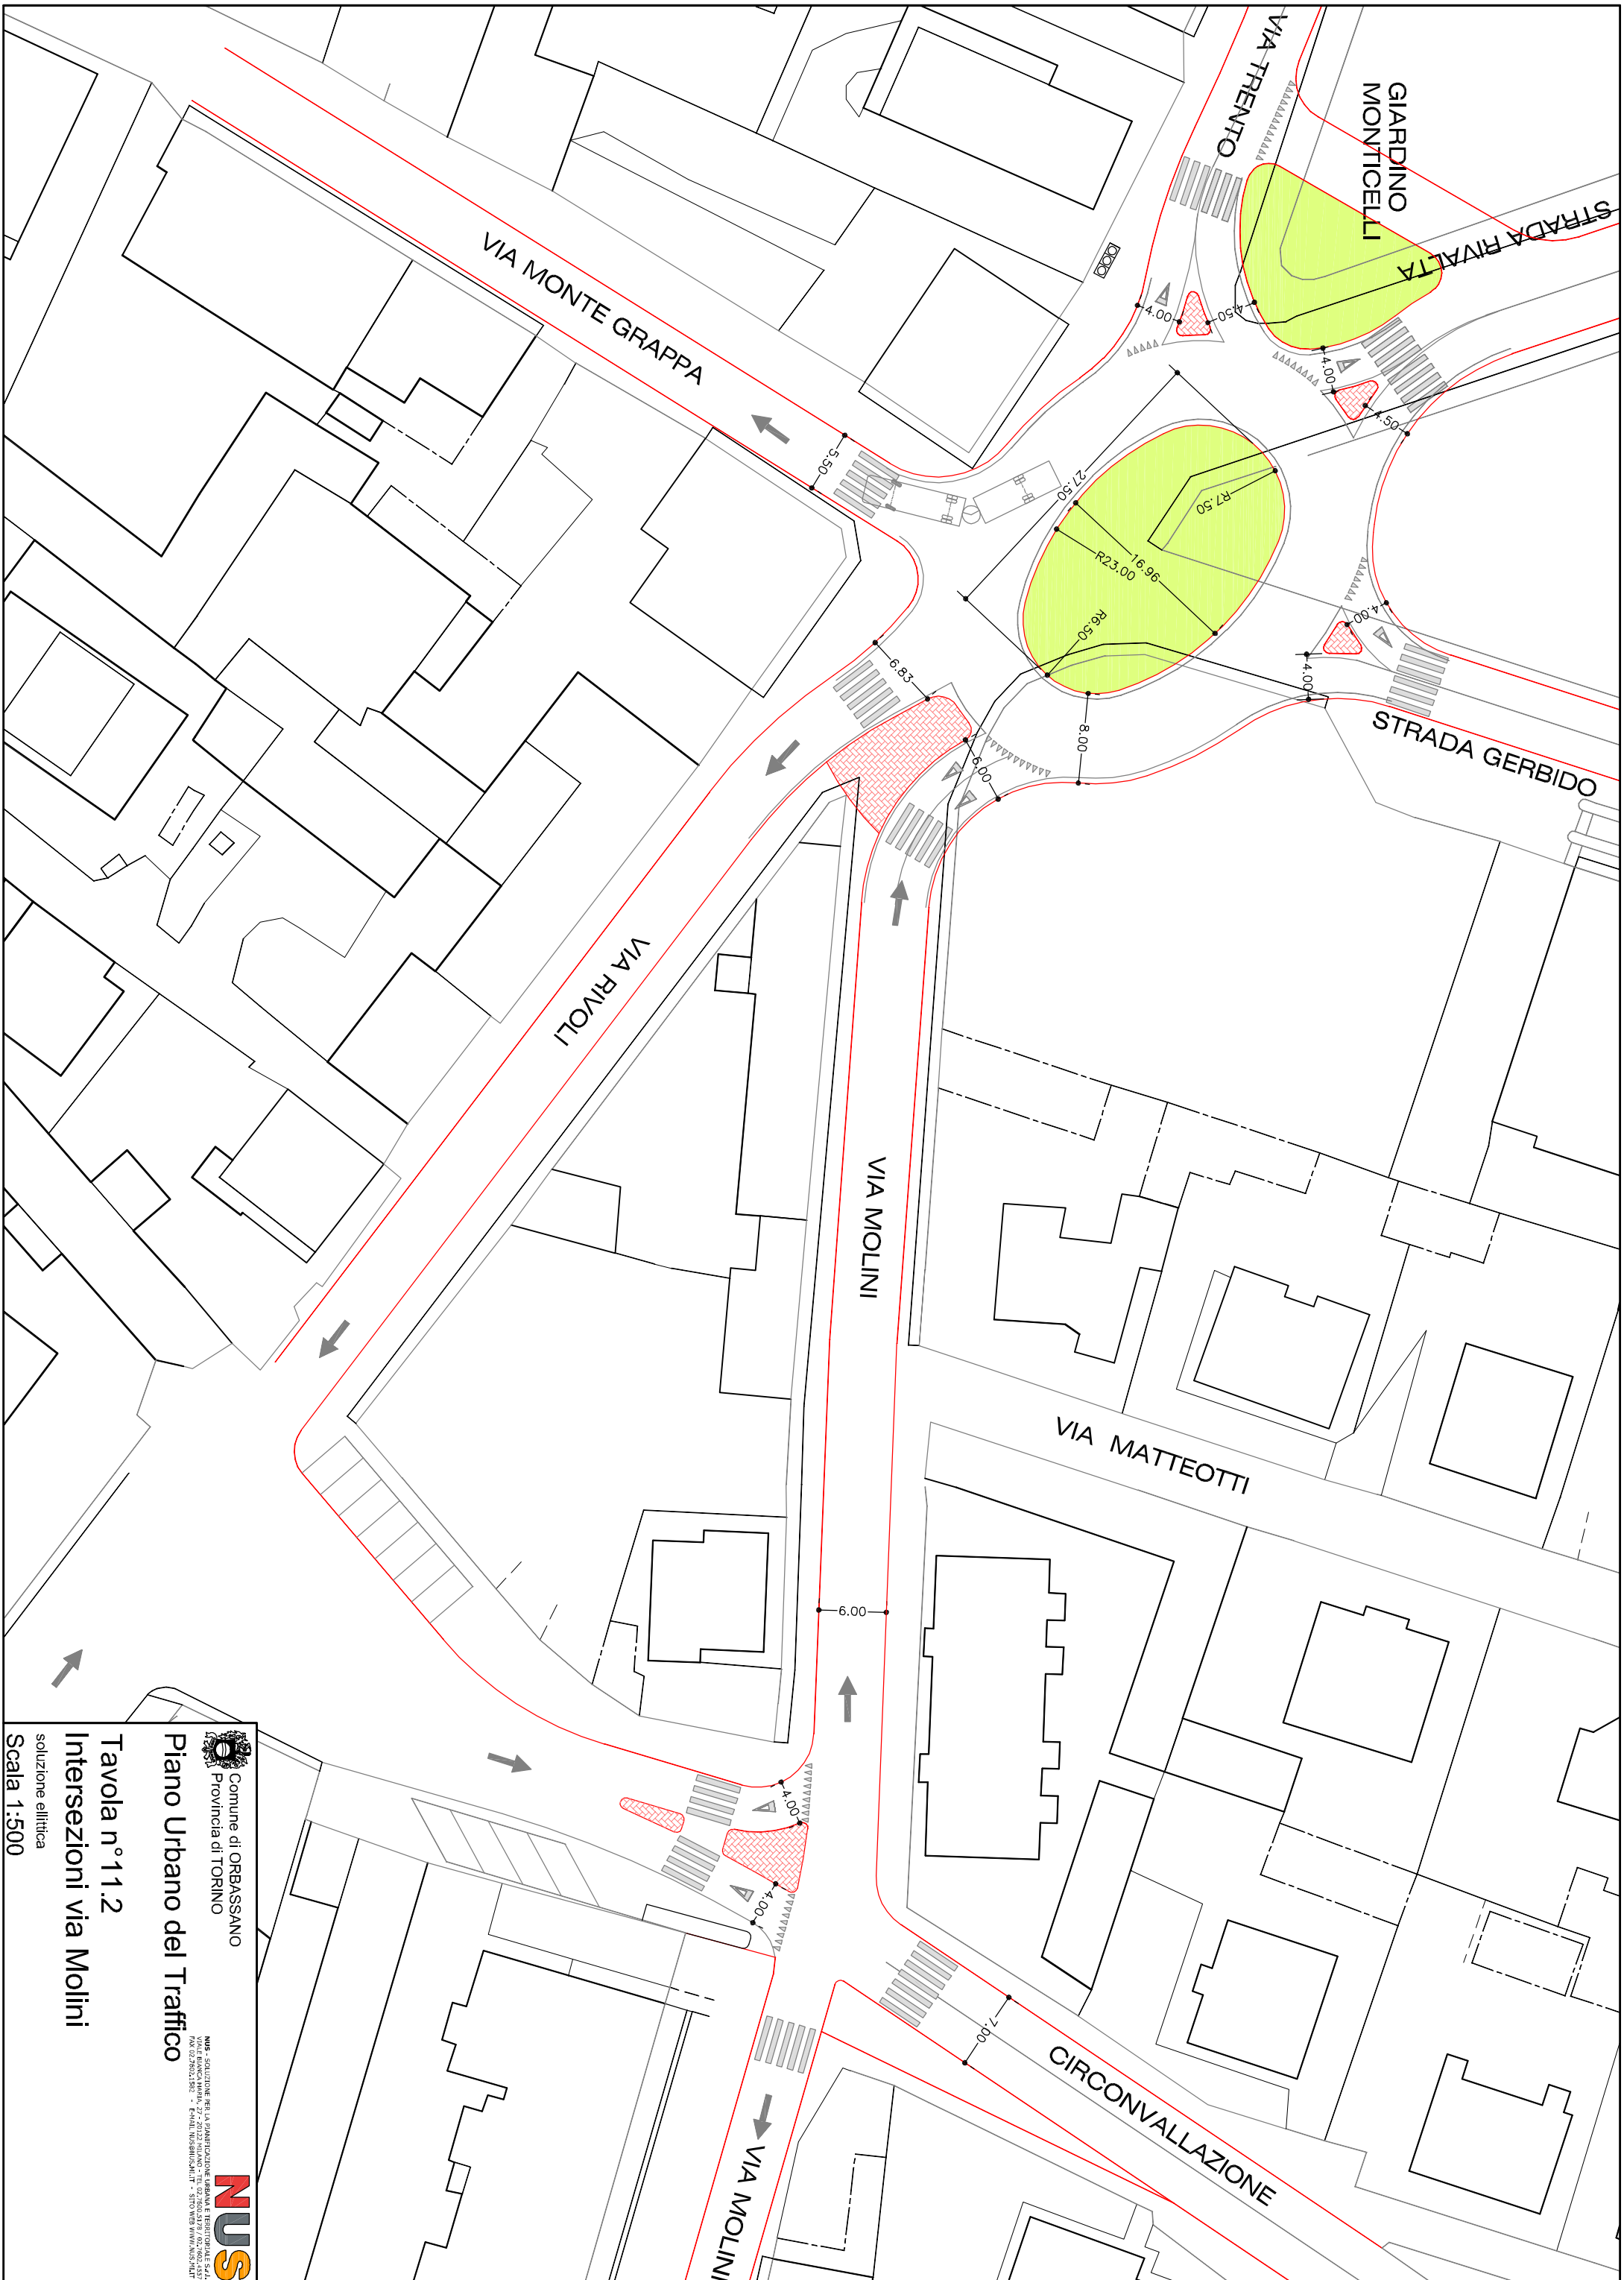 GIARDINO
MONTICELLI
STRADA RIVALTA
VIA TRENTO
VIA MONTE GRAPPA
STRADA GERBIDO
VIA RIVOLI
VIA MOLINI
VIA MATTEOTTI
CIRCONVALLAZIONE
VIA MOLINI
4.00
4.50
4.00
4.50
27.50
R7.50
16.96
R23.00
R6.50
5.50
6.83
8.00
6.00
4.00
4.00
6.00
4.00
4.00
7.00
Comune di ORBASSANO
Provincia di TORINO
Piano Urbano del Traffico
Tavola n°11.2
Intersezioni via Molini
soluzione ellittica
Scala 1:500
NUS